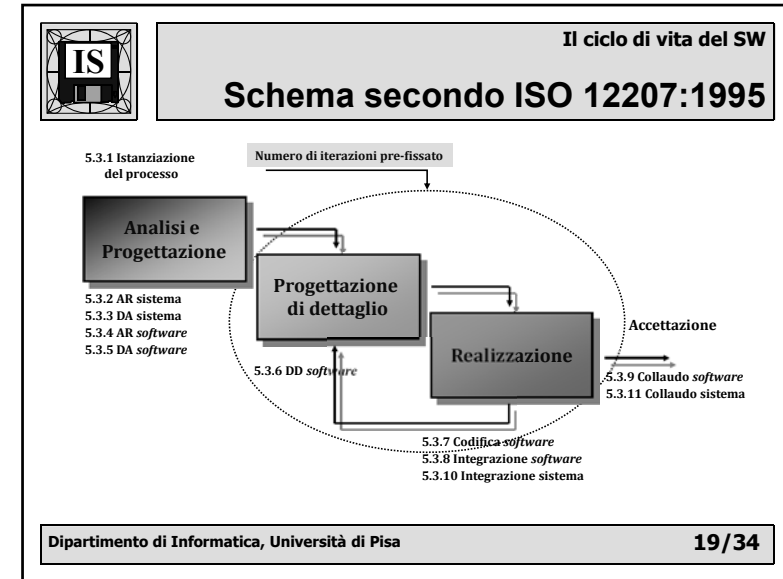 IS
Il ciclo di vita del SW
Schema secondo ISO 12207:1995
5.3.1 Istanziazione
del processo
Numero di iterazioni pre-fissato
Analisi e
Progettazione
5.3.2 AR sistema
5.3.3 DA sistema
5.3.4 AR software
5.3.5 DA software
Progettazione
di dettaglio
5.3.6 DD software
Realizzazione
Accettazione
5.3.9 Collaudo software
5.3.11 Collaudo sistema
5.3.7 Codifica software
5.3.8 Integrazione software
5.3.10 Integrazione sistema
Dipartimento di Informatica, Università di Pisa
19/34